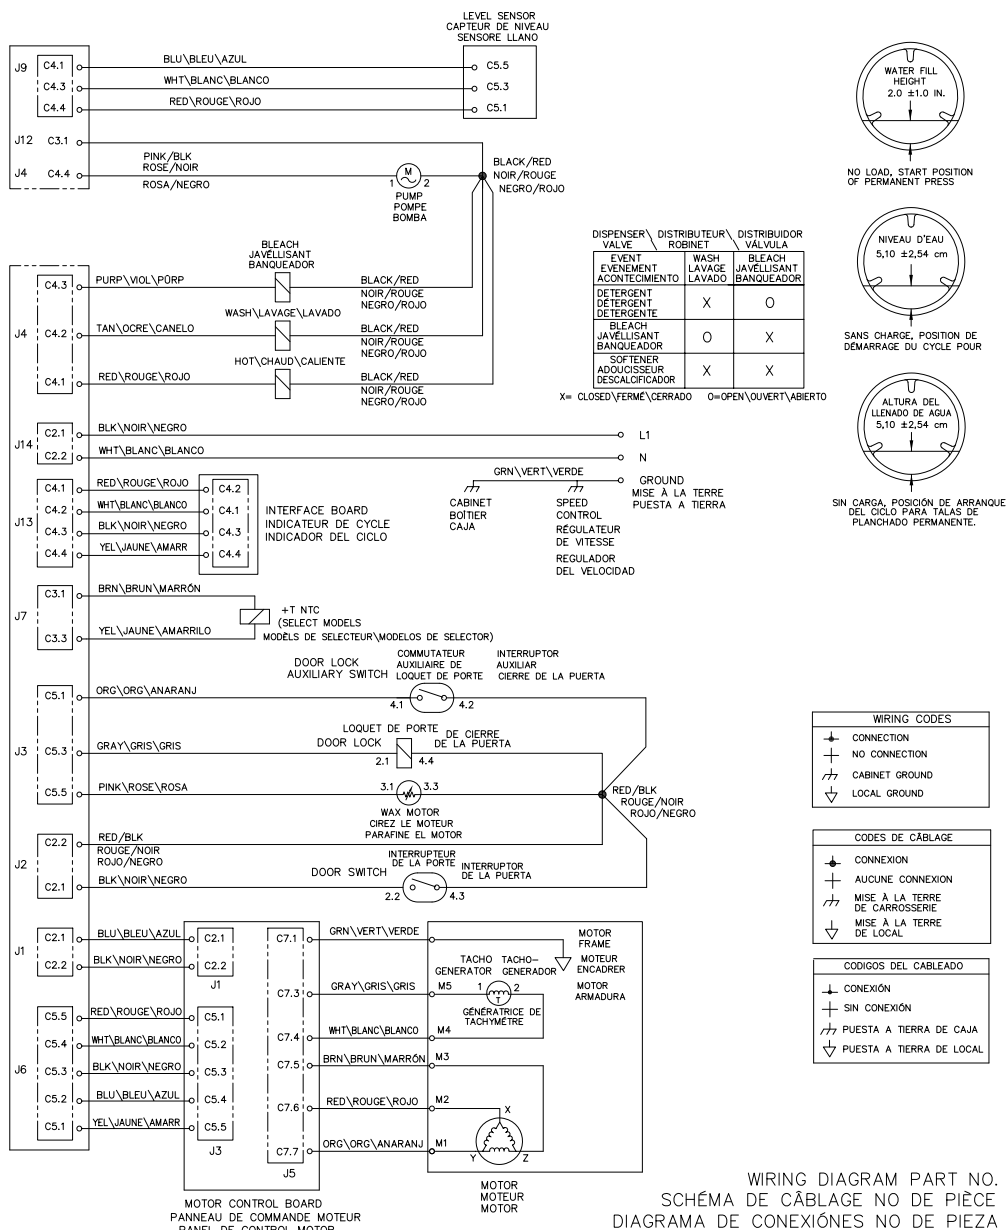 LEVEL SENSOR
CAPTEUR DE NIVEAU
SENSORE LLANO
J9
C4.1
BLU\BLEU\AZUL
C5.5
C4.3
WHT\BLANC\BLANCO
C5.3
C4.4
RED\ROUGE\ROJO
C5.1
J12
C3.1
J4
C4.4
PINK/BLK
ROSE/NOIR
ROSA/NEGRO
1
M
2
PUMP
POMPE
BOMBA
BLACK/RED
NOIR/ROUGE
NEGRO/ROJO
WATER FILL
HEIGHT
2.0 ±1.0 IN.
NO LOAD, START POSITION
OF PERMANENT PRESS
NIVEAU D'EAU
5,10 ±2,54 cm
SANS CHARGE, POSITION DE
DÉMARRAGE DU CYCLE POUR
ALTURA DEL
LLENADO DE AGUA
5,10 ±2,54 cm
SIN CARGA, POSICIÓN DE ARRANQUE
DEL CICLO PARA TALAS DE
PLANCHADO PERMANENTE.
DISPENSER\ DISTRIBUTEUR\ DISTRIBUIDOR
VALVE ROBINET VÁLVULA
EVENT
EVENEMENT
ACONTECIMIENTO
WASH
LAVAGE
LAVADO
BLEACH
JAVÉLLISANT
BANQUEADOR
DETERGENT
DÉTERGENT
DETERGENTE
X
O
BLEACH
JAVÉLLISANT
BANQUEADOR
O
X
SOFTENER
ADOUCISSEUR
DESCALCIFICADOR
X
X
X= CLOSED\FERMÉ\CERRADO O=OPEN\OUVERT\ABIERTO
J4
BLEACH
JAVÉLLISANT
BANQUEADOR
C4.3
PURP\VIOL\PÚRP
BLACK/RED
NOIR/ROUGE
NEGRO/ROJO
WASH\LAVAGE\LAVADO
C4.2
TAN\OCRE\CANELO
BLACK/RED
NOIR/ROUGE
NEGRO/ROJO
HOT\CHAUD\CALIENTE
C4.1
RED\ROUGE\ROJO
BLACK/RED
NOIR/ROUGE
NEGRO/ROJO
J14
C2.1
BLK\NOIR\NEGRO
L1
C2.2
WHT\BLANC\BLANCO
N
GRN\VERT\VERDE
GROUND
MISE À LA TERRE
PUESTA A TIERRA
CABINET
BOÎTIER
CAJA
SPEED
CONTROL
RÉGULATEUR
DE VITESSE
REGULADOR
DEL VELOCIDAD
J13
C4.1
RED\ROUGE\ROJO
C4.2
C4.2
WHT\BLANC\BLANCO
C4.1
C4.3
BLK\NOIR\NEGRO
C4.3
C4.4
YEL\JAUNE\AMARR
C4.4
INTERFACE BOARD
INDICATEUR DE CYCLE
INDICADOR DEL CICLO
J7
C3.1
BRN\BRUN\MARRÓN
C3.3
YEL\JAUNE\AMARRILO
+T NTC
(SELECT MODELS
MODÈLS DE SELECTEUR\MODELOS DE SELECTOR)
J3
DOOR LOCK
AUXILIARY SWITCH
COMMUTATEUR
AUXILIAIRE DE
LOQUET DE PORTE
INTERRUPTOR
AUXILIAR
CIERRE DE LA PUERTA
C5.1
ORG\ORG\ANARANJ
4.1
4.2
LOQUET DE PORTE
DOOR LOCK
DE CIERRE
DE LA PUERTA
C5.3
GRAY\GRIS\GRIS
2.1
4.4
C5.5
PINK\ROSE\ROSA
3.1
3.3
WAX MOTOR
CIREZ LE MOTEUR
PARAFINE EL MOTOR
RED/BLK
ROUGE/NOIR
ROJO/NEGRO
J2
C2.2
RED/BLK
ROUGE/NOIR
ROJO/NEGRO
C2.1
BLK\NOIR\NEGRO
DOOR SWITCH
INTERRUPTEUR
DE LA PORTE
INTERRUPTOR
DE LA PUERTA
2.2
4.3
WIRING CODES
CONNECTION
NO CONNECTION
CABINET GROUND
LOCAL GROUND
CODES DE CÂBLAGE
CONNEXION
AUCUNE CONNEXION
MISE À LA TERRE
DE CARROSSERIE
MISE À LA TERRE
DE LOCAL
CODIGOS DEL CABLEADO
CONEXIÓN
SIN CONEXIÓN
PUESTA A TIERRA DE CAJA
PUESTA A TIERRA DE LOCAL
J1
C2.1
BLU\BLEU\AZUL
C2.1
C2.2
BLK\NOIR\NEGRO
C2.2
J1
J6
C5.5
RED\ROUGE\ROJO
C5.1
C5.4
WHT\BLANC\BLANCO
C5.2
C5.3
BLK\NOIR\NEGRO
C5.3
C5.2
BLU\BLEU\AZUL
C5.4
C5.1
YEL\JAUNE\AMARR
C5.5
J3
C7.1
GRN\VERT\VERDE
MOTOR
FRAME
MOTEUR
ENCADRER
MOTOR
ARMADURA
C7.3
GRAY\GRIS\GRIS
M5
TACHO
GENERATOR
TACHO-
GENERADOR
1
T
2
GÉNÉRATRICE DE
TACHYMÈTRE
C7.4
WHT\BLANC\BLANCO
M4
C7.5
BRN\BRUN\MARRÓN
M3
C7.6
RED\ROUGE\ROJO
M2
X
C7.7
ORG\ORG\ANARANJ
M1
Y
Z
J5
MOTOR
MOTEUR
MOTOR
MOTOR CONTROL BOARD
PANNEAU DE COMMANDE MOTEUR
PANEL DE CONTROL MOTOR
WIRING DIAGRAM PART NO.
SCHÉMA DE CÂBLAGE NO DE PIÈCE
DIAGRAMA DE CONEXIÓNES NO DE PIEZA